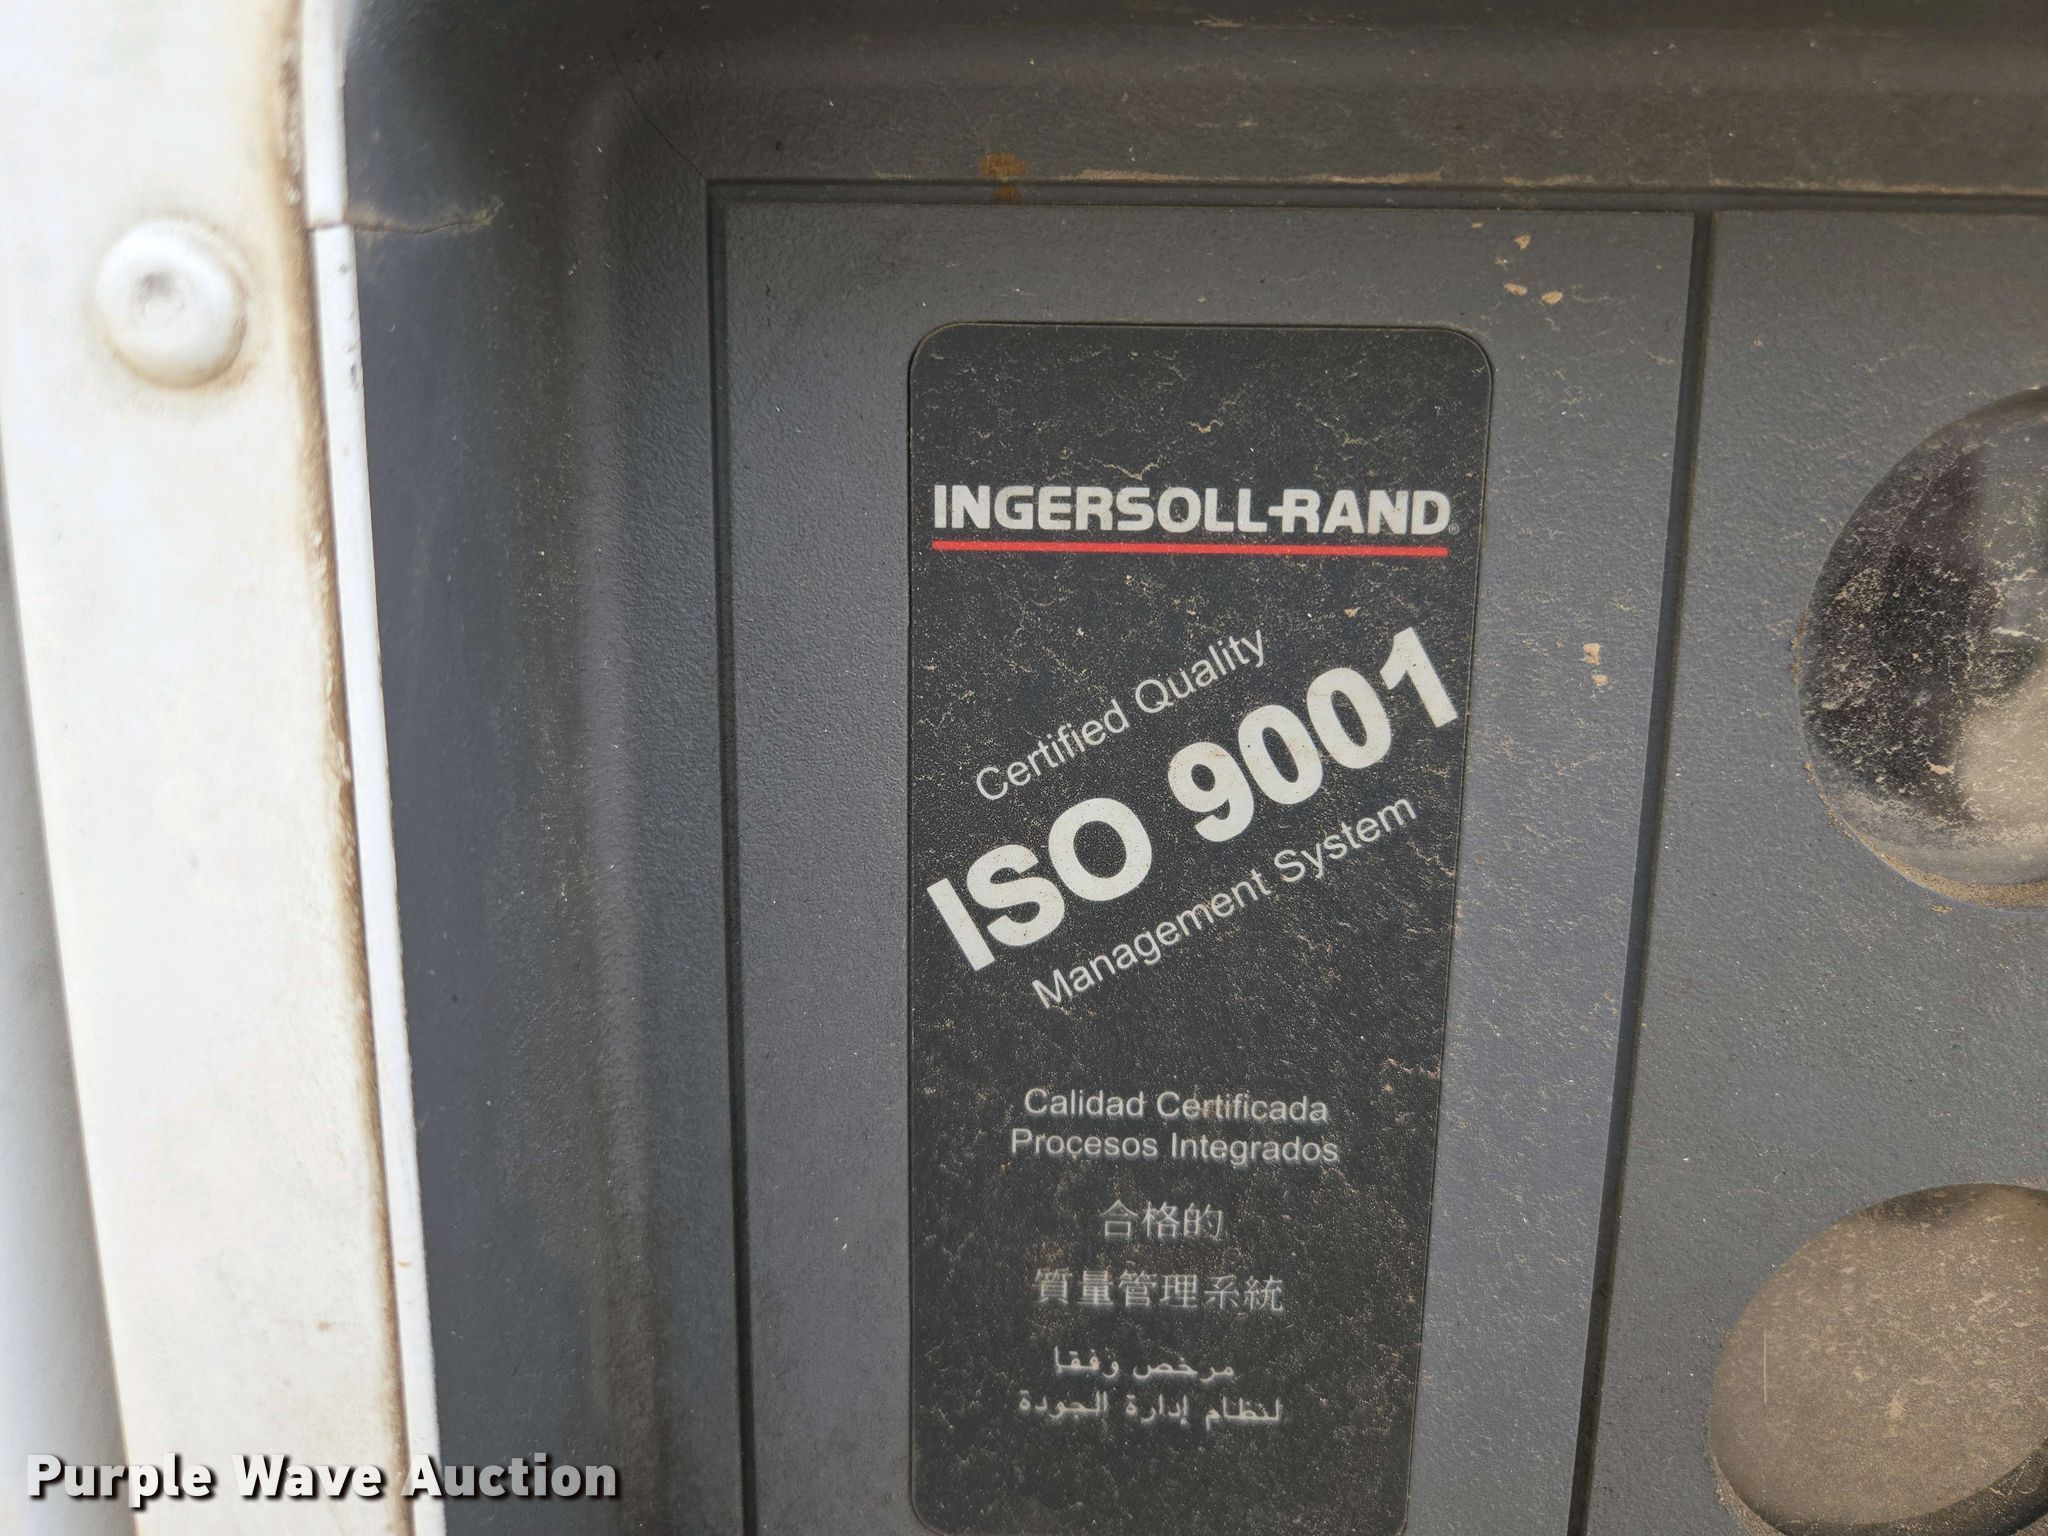 INGERSOLL-RAND®
Certified Quality
ISO 9001
Management System
Calidad Certificada
Procesos Integrados
合格的
質量管理系統
مرخص وفقا
لنظام إدارة الجودة
Purple Wave Auction